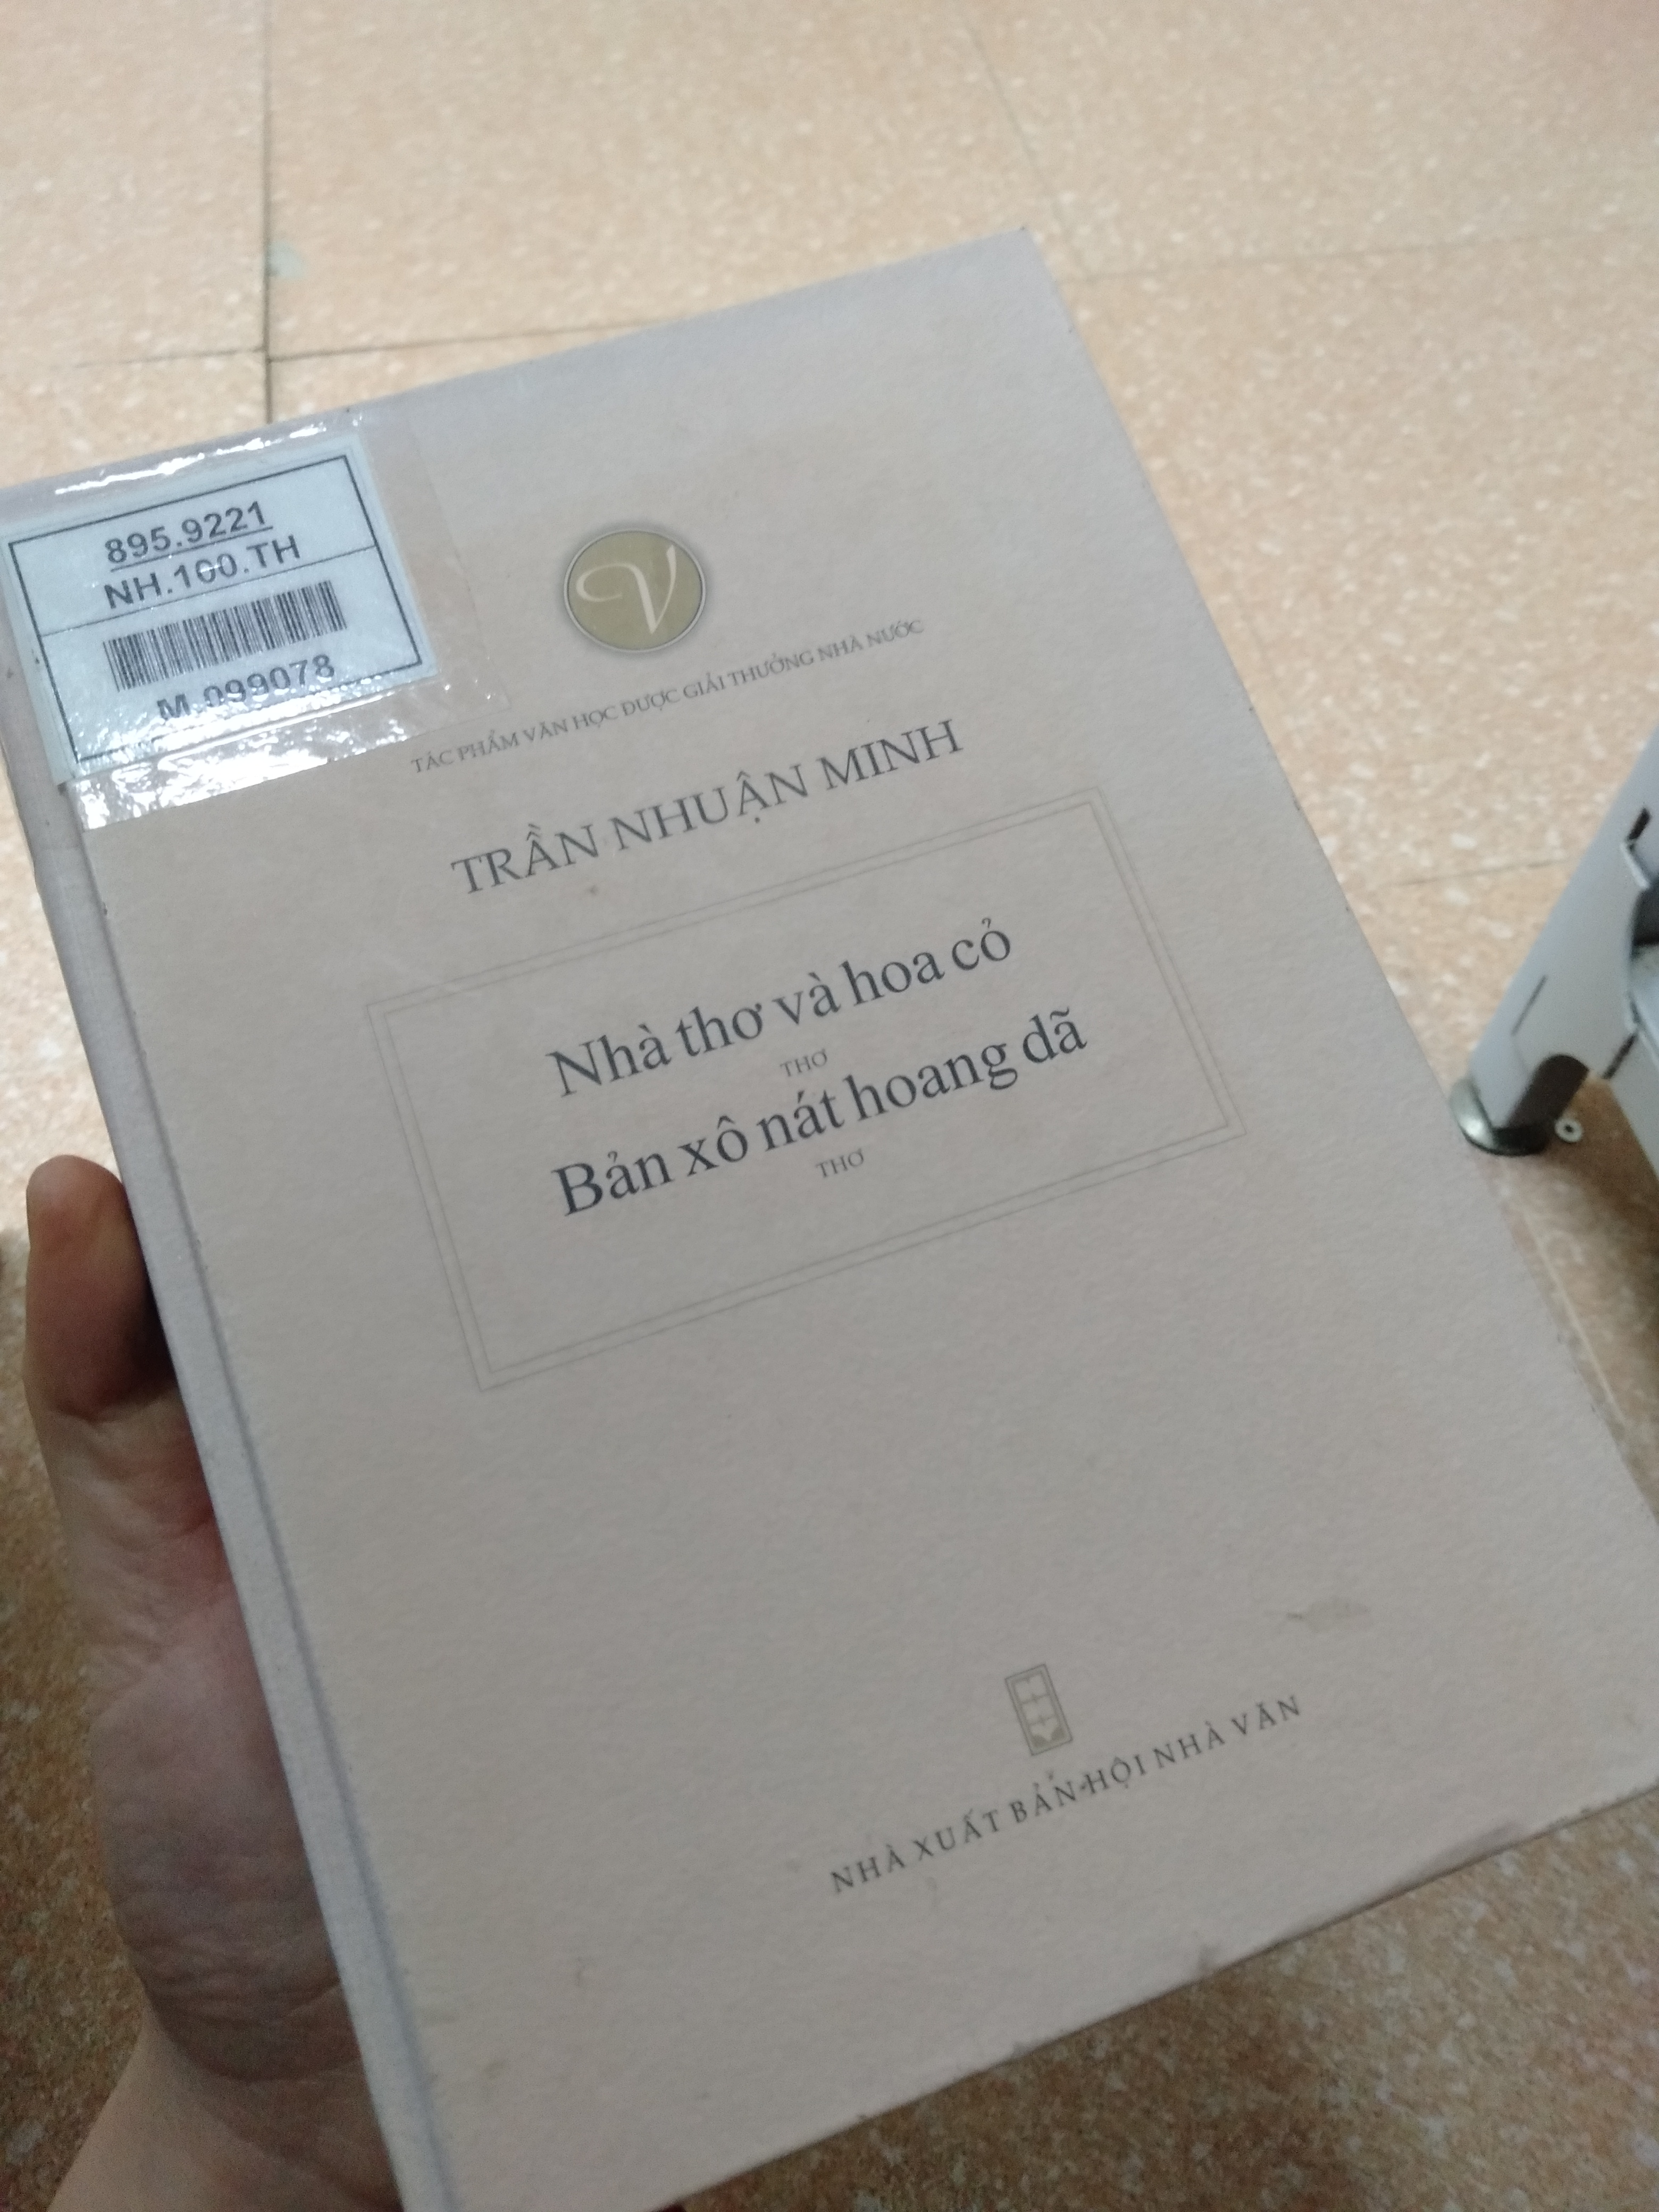 895.9221
NH.100.TH
M.099078
V
TÁC PHẨM VĂN HỌC ĐƯỢC GIẢI THƯỞNG NHÀ NƯỚC
TRẦN NHUẬN MINH
Nhà thơ và hoa cỏ
THƠ
Bản xô nát hoang dã
THƠ
NHÀ XUẤT BẢN HỘI NHÀ VĂN